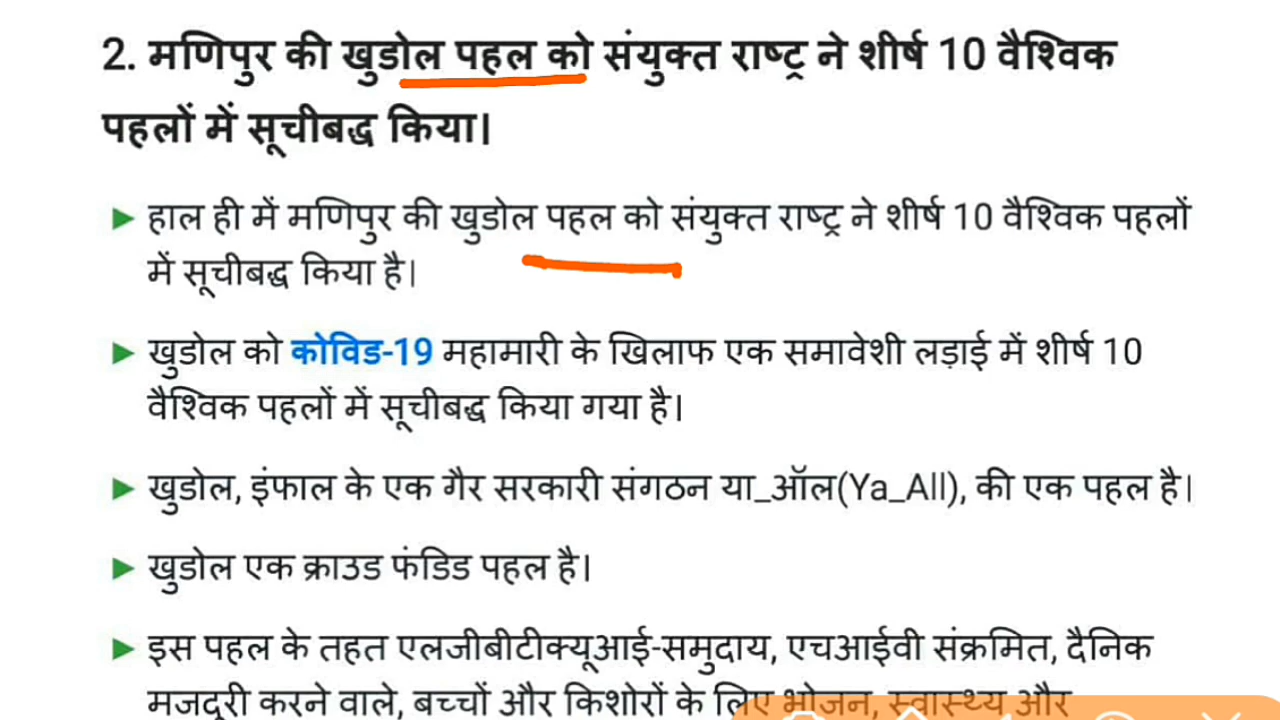 2. मणिपुर की खुडोल पहल को संयुक्त राष्ट्र ने शीर्ष 10 वैश्विक
पहलों में सूचीबद्ध किया।
► हाल ही में मणिपुर की खुडोल पहल को संयुक्त राष्ट्र ने शीर्ष 10 वैश्विक पहलों
में सूचीबद्ध किया है।
► खुडोल को कोविड-19 महामारी के खिलाफ एक समावेशी लड़ाई में शीर्ष 10
वैश्विक पहलों में सूचीबद्ध किया गया है।
► खुडोल, इंफाल के एक गैर सरकारी संगठन या_ऑल(Ya_All), की एक पहल है।
► खुडोल एक क्राउड फंडिड पहल है।
► इस पहल के तहत एलजीबीटीक्यूआई-समुदाय, एचआईवी संक्रमित, दैनिक
मजदूरी करने वाले, बच्चों और किशोरों के लिए भोजन, स्वास्थ्य और